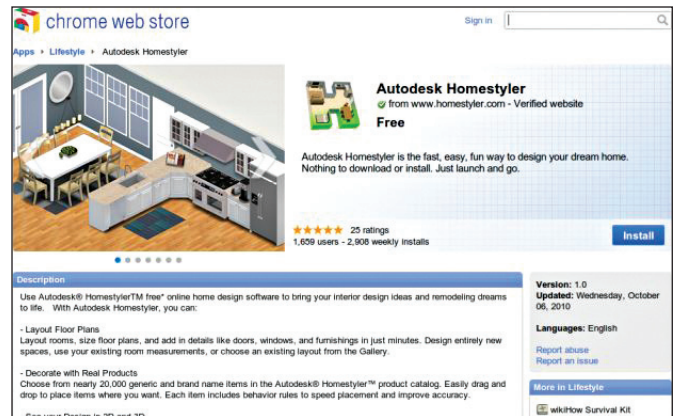 chrome web store
Sign in
Apps › Lifestyle › Autodesk Homestyler
Autodesk Homestyler
from www.homestyler.com - Verified website
Free
Autodesk Homestyler is the fast, easy, fun way to design your dream home.
Nothing to download or install. Just launch and go.
25 ratings
1,659 users - 2,908 weekly installs
Install
Description
Use Autodesk® HomestylerTM free* online home design software to bring your interior design ideas and remodeling dreams
to life. With Autodesk Homestyler, you can:
- Layout Floor Plans
Layout rooms, size floor plans, and add in details like doors, windows, and furnishings in just minutes. Design entirely new
spaces, use your existing room measurements, or choose an existing layout from the Gallery.
- Decorate with Real Products
Choose from nearly 20,000 generic and brand name items in the Autodesk® Homestyler™ product catalog. Easily drag and
drop to place items where you want. Each item includes behavior rules to speed placement and improve accuracy.
- See your Design in 2D and 3D
Version: 1.0
Updated: Wednesday, October
06, 2010
Languages: English
Report abuse
Report an issue
More in Lifestyle
wikiHow Survival Kit